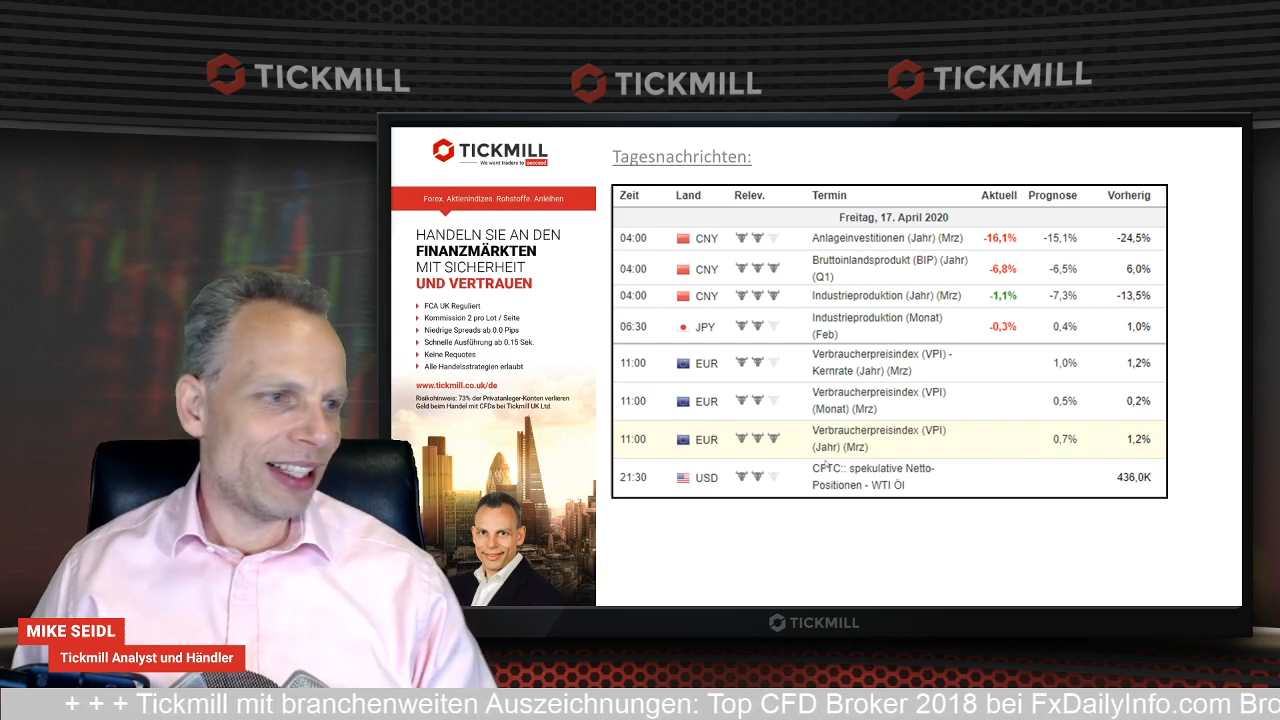 TICKMILL
TICKMILL
TICKMILL
TICKMILL
We want traders to succeed
Forex. Aktienindizes. Rohstoffe. Anleihen
HANDELN SIE AN DEN
FINANZMÄRKTEN
MIT SICHERHEIT
UND VERTRAUEN
FCA UK Reguliert
Kommission 2 pro Lot / Seite
Niedrige Spreads ab 0.0 Pips
Schnelle Ausführung ab 0.15 Sek.
Keine Requotes
Alle Handelsstrategien erlaubt
www.tickmill.co.uk/de
Risikohinweis: 73% der Privatanleger-Konten verlieren
Geld beim Handel mit CFDs bei Tickmill UK Ltd.
Tagesnachrichten:
Zeit Land Relev. Termin Aktuell Prognose Vorherig
Freitag, 17. April 2020
04:00 CNY Anlageinvestitionen (Jahr) (Mrz) -16,1% -15,1% -24,5%
04:00 CNY Bruttoinlandsprodukt (BIP) (Jahr) -6,8% -6,5% 6,0%
(Q1)
04:00 CNY Industrieproduktion (Jahr) (Mrz) -1,1% -7,3% -13,5%
06:30 JPY Industrieproduktion (Monat) -0,3% 0,4% 1,0%
(Feb)
11:00 EUR Verbraucherpreisindex (VPI) - 1,0% 1,2%
Kernrate (Jahr) (Mrz)
11:00 EUR Verbraucherpreisindex (VPI) 0,5% 0,2%
(Monat) (Mrz)
11:00 EUR Verbraucherpreisindex (VPI) 0,7% 1,2%
(Jahr) (Mrz)
21:30 USD CFTC:: spekulative Netto- 436,0K
Positionen - WTI Öl
TICKMILL
MIKE SEIDL
Tickmill Analyst und Händler
+ + + Tickmill mit branchenweiten Auszeichnungen: Top CFD Broker 2018 bei FxDailyInfo.com Bro